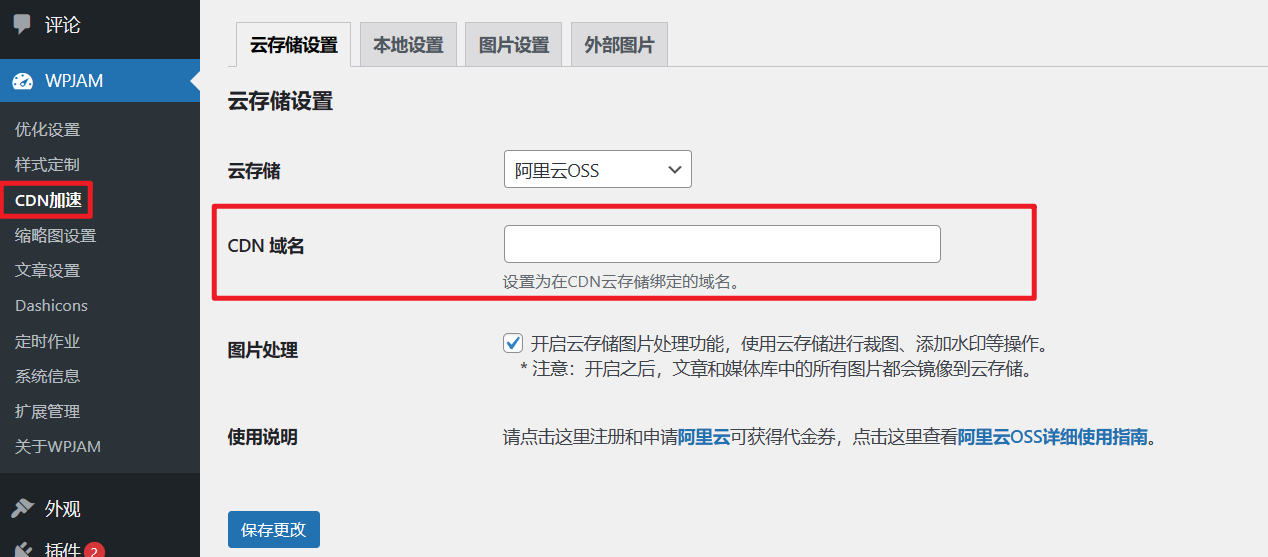 评论
WPJAM
优化设置
样式定制
CDN加速
缩略图设置
文章设置
Dashicons
定时作业
系统信息
扩展管理
关于WPJAM
外观
插件 2
云存储设置 本地设置 图片设置 外部图片
云存储设置
云存储 阿里云OSS
CDN 域名
设置为在CDN云存储绑定的域名。
图片处理 开启云存储图片处理功能，使用云存储进行裁图、添加水印等操作。
* 注意：开启之后，文章和媒体库中的所有图片都会镜像到云存储。
使用说明 请点击这里注册和申请阿里云可获得代金券，点击这里查看阿里云OSS详细使用指南。
保存更改